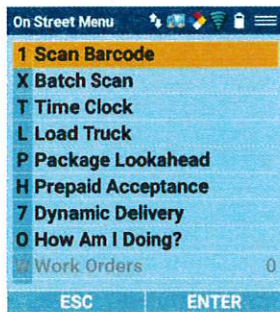 On Street Menu
1 Scan Barcode
X Batch Scan
T Time Clock
L Load Truck
P Package Lookahead
H Prepaid Acceptance
7 Dynamic Delivery
O How Am I Doing?
W Work Orders 0
ESC ENTER